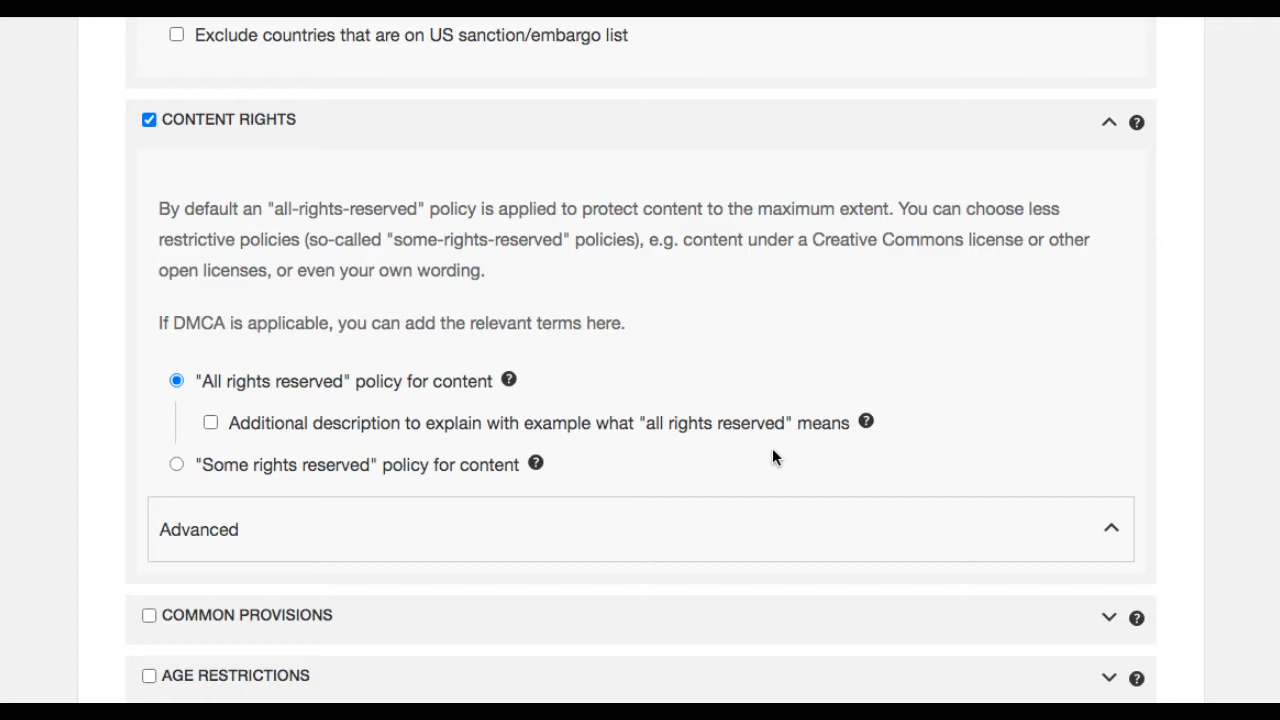 Exclude countries that are on US sanction/embargo list
CONTENT RIGHTS
By default an "all-rights-reserved" policy is applied to protect content to the maximum extent. You can choose less
restrictive policies (so-called "some-rights-reserved" policies), e.g. content under a Creative Commons license or other
open licenses, or even your own wording.
If DMCA is applicable, you can add the relevant terms here.
"All rights reserved" policy for content
Additional description to explain with example what "all rights reserved" means
"Some rights reserved" policy for content
Advanced
COMMON PROVISIONS
AGE RESTRICTIONS